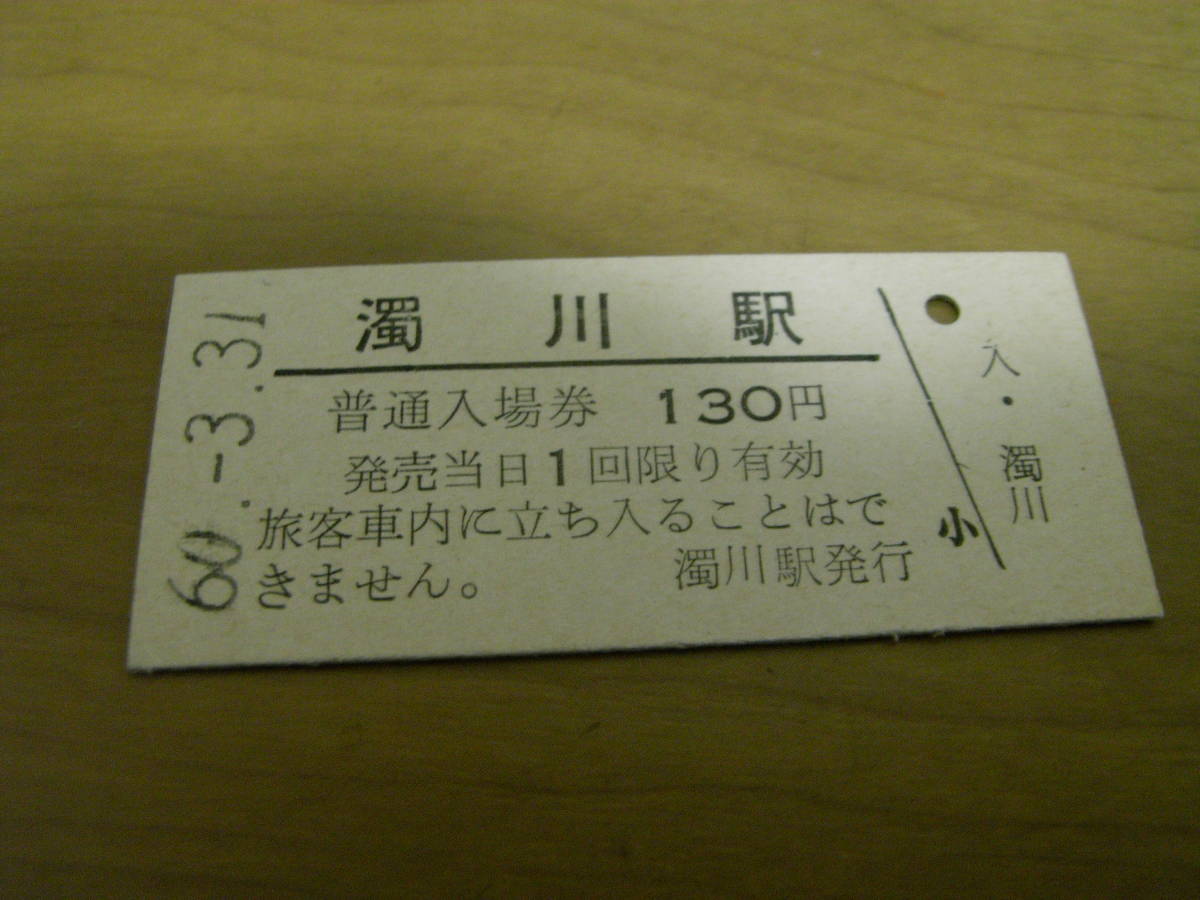 濁川駅
普通入場券 130円
発売当日1回限り有効
旅客車内に立ち入ることはで
きません。 濁川駅発行
60.-3.31
小
入・濁川